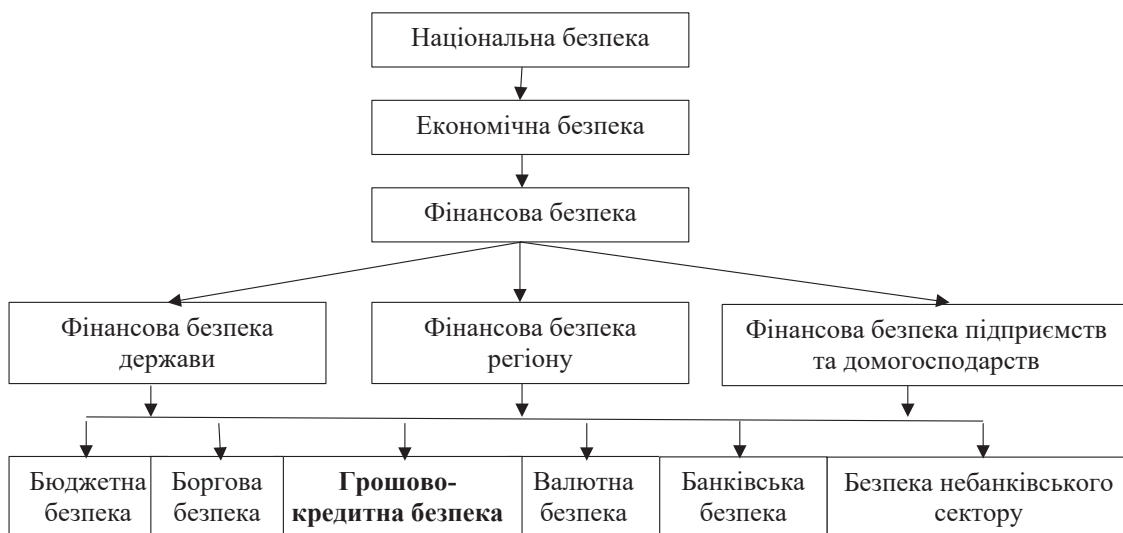 Національна безпека
Економічна безпека
Фінансова безпека
Фінансова безпека
держави
Фінансова безпека
регіону
Фінансова безпека підприємств
та домогосподарств
Бюджетна
безпека
Боргова
безпека
Грошово-
кредитна безпека
Валютна
безпека
Банківська
безпека
Безпека небанківського
сектору